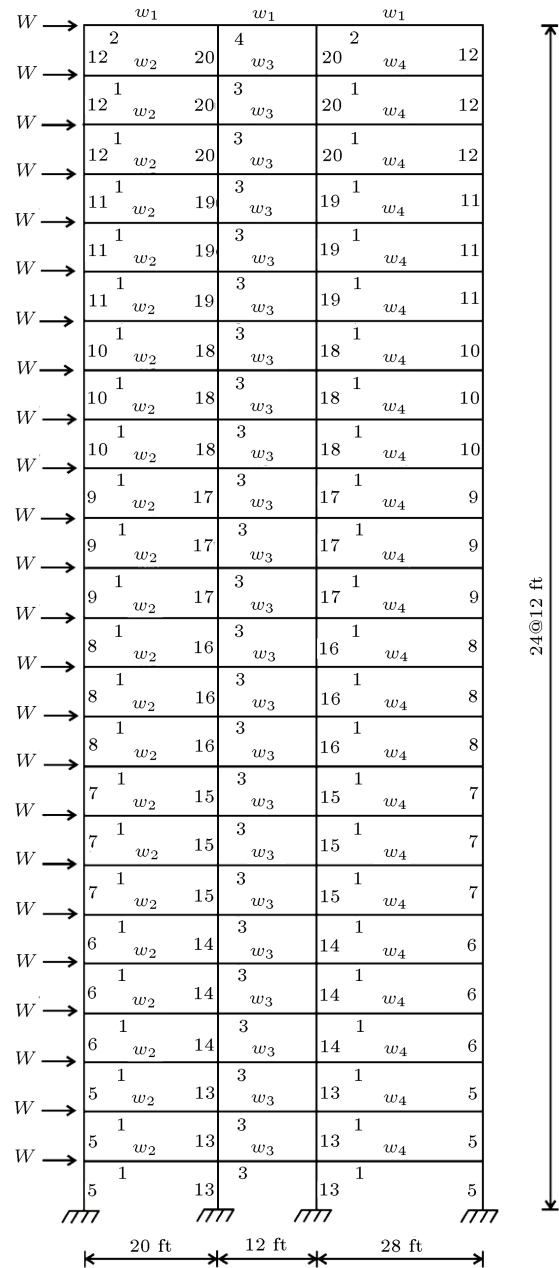 W w₁ w₁ w₁
2 4 2
12 w₂ 20 w₃ 20 w₄ 12
W
1 3 1
12 w₂ 20 w₃ 20 w₄ 12
W
1 3 1
12 w₂ 20 w₃ 20 w₄ 12
W
1 3 1
11 w₂ 19 w₃ 19 w₄ 11
W
1 3 1
11 w₂ 19 w₃ 19 w₄ 11
W
1 3 1
11 w₂ 19 w₃ 19 w₄ 11
W
1 3 1
10 w₂ 18 w₃ 18 w₄ 10
W
1 3 1
10 w₂ 18 w₃ 18 w₄ 10
W
1 3 1
10 w₂ 18 w₃ 18 w₄ 10
W
1 3 1
9 w₂ 17 w₃ 17 w₄ 9
W
1 3 1
9 w₂ 17 w₃ 17 w₄ 9
W
1 3 1
9 w₂ 17 w₃ 17 w₄ 9
W
1 3 1
8 w₂ 16 w₃ 16 w₄ 8
W
1 3 1
8 w₂ 16 w₃ 16 w₄ 8
W
1 3 1
8 w₂ 16 w₃ 16 w₄ 8
W
1 3 1
7 w₂ 15 w₃ 15 w₄ 7
W
1 3 1
7 w₂ 15 w₃ 15 w₄ 7
W
1 3 1
7 w₂ 15 w₃ 15 w₄ 7
W
1 3 1
6 w₂ 14 w₃ 14 w₄ 6
W
1 3 1
6 w₂ 14 w₃ 14 w₄ 6
W
1 3 1
6 w₂ 14 w₃ 14 w₄ 6
W
1 3 1
5 w₂ 13 w₃ 13 w₄ 5
W
1 3 1
5 w₂ 13 w₃ 13 w₄ 5
W
1 3 1
5 13 13 5
24@12 ft
20 ft 12 ft 28 ft